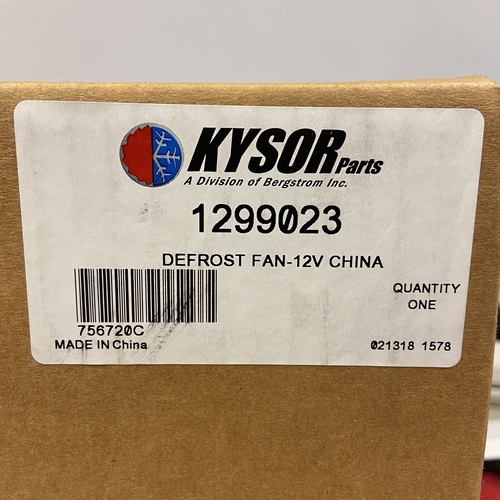 KYSOR Parts
A Division of Bergstrom Inc.
1299023
DEFROST FAN-12V CHINA
QUANTITY
ONE
756720C
MADE IN China
021318 1578